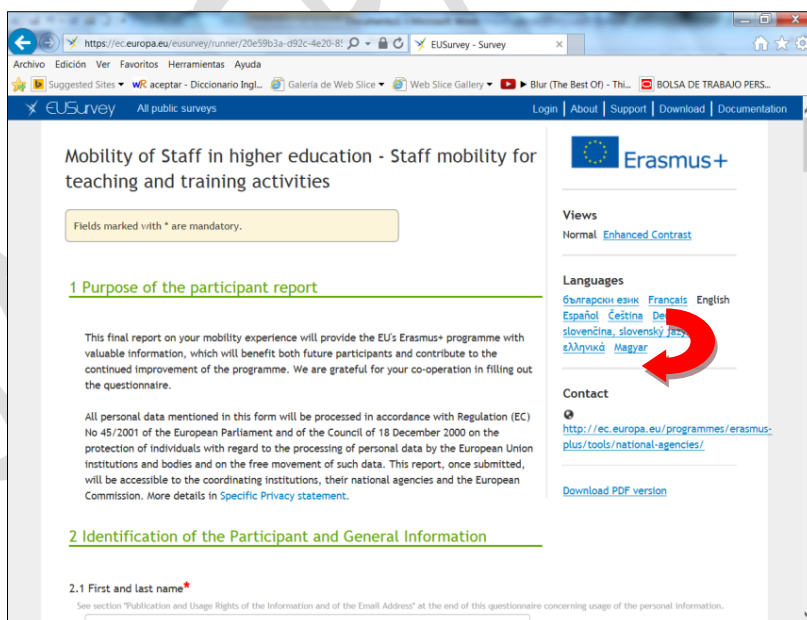 https://ec.europa.eu/eusurvey/runner/20e59b3a-d92c-4e20-8
EUSurvey - Survey
Archivo Edición Ver Favoritos Herramientas Ayuda
Suggested Sites
aceptar - Diccionario Ingl...
Galería de Web Slice
Web Slice Gallery
Blur (The Best Of) - Thi...
BOLSA DE TRABAJO PERS...
EUSurvey All public surveys
Login | About | Support | Download | Documentation
Mobility of Staff in higher education - Staff mobility for
teaching and training activities
Fields marked with * are mandatory.
1 Purpose of the participant report
This final report on your mobility experience will provide the EU's Erasmus+ programme with
valuable information, which will benefit both future participants and contribute to the
continued improvement of the programme. We are grateful for your co-operation in filling out
the questionnaire.
All personal data mentioned in this form will be processed in accordance with Regulation (EC)
No 45/2001 of the European Parliament and of the Council of 18 December 2000 on the
protection of individuals with regard to the processing of personal data by the European Union
institutions and bodies and on the free movement of such data. This report, once submitted,
will be accessible to the coordinating institutions, their national agencies and the European
Commission. More details in Specific Privacy statement.
2 Identification of the Participant and General Information
2.1 First and last name*
See section "Publication and Usage Rights of the Information and of the Email Address" at the end of this questionnaire concerning usage of the personal information.
Erasmus+
Views
Normal Enhanced Contrast
Languages
български език Français English
Español Čeština
slovenčina, slovenský
ελληνικά Magyar
Contact
http://ec.europa.eu/programmes/erasmus-
plus/tools/national-agencies/
Download PDF version